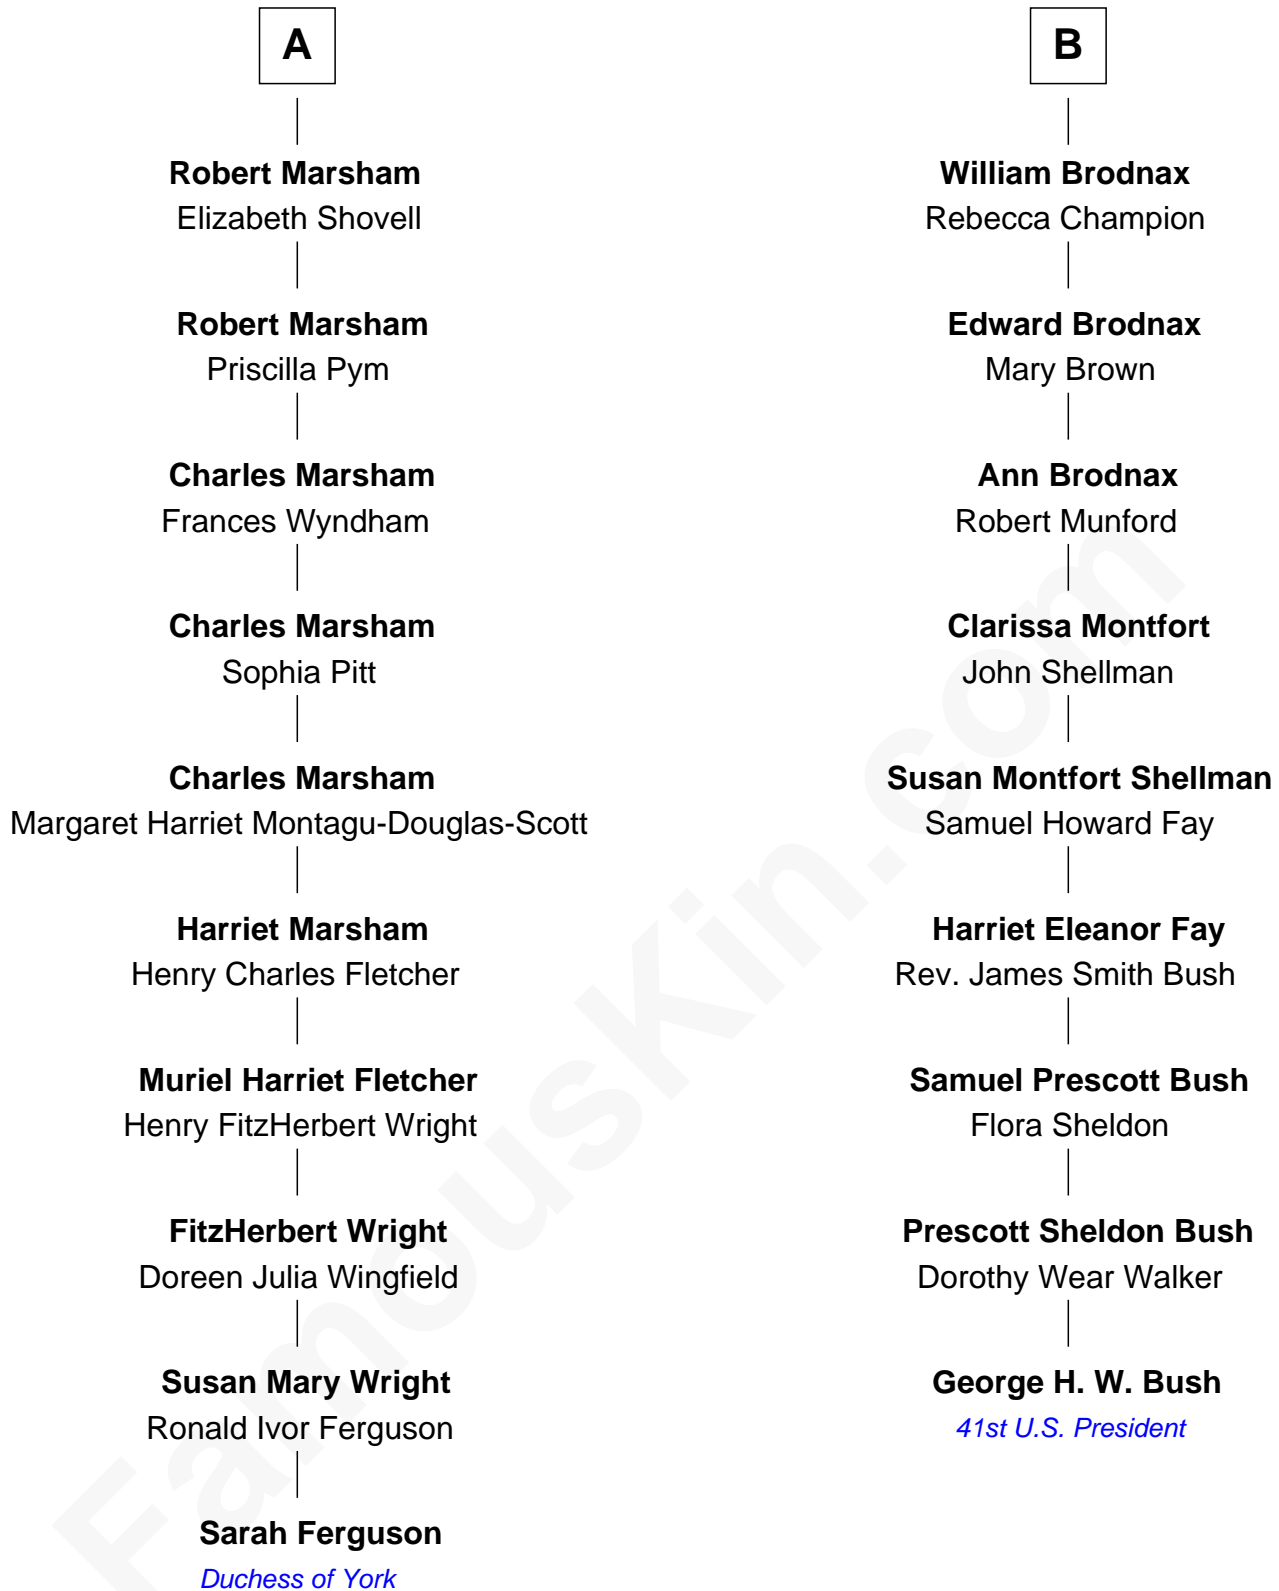 A
Robert Marsham
Elizabeth Shovell
Robert Marsham
Priscilla Pym
Charles Marsham
Frances Wyndham
Charles Marsham
Sophia Pitt
Charles Marsham
Margaret Harriet Montagu-Douglas-Scott
Harriet Marsham
Henry Charles Fletcher
Muriel Harriet Fletcher
Henry FitzHerbert Wright
FitzHerbert Wright
Doreen Julia Wingfield
Susan Mary Wright
Ronald Ivor Ferguson
Sarah Ferguson
Duchess of York
B
William Brodnax
Rebecca Champion
Edward Brodnax
Mary Brown
Ann Brodnax
Robert Munford
Clarissa Montfort
John Shellman
Susan Montfort Shellman
Samuel Howard Fay
Harriet Eleanor Fay
Rev. James Smith Bush
Samuel Prescott Bush
Flora Sheldon
Prescott Sheldon Bush
Dorothy Wear Walker
George H. W. Bush
41st U.S. President
FamousKin.com